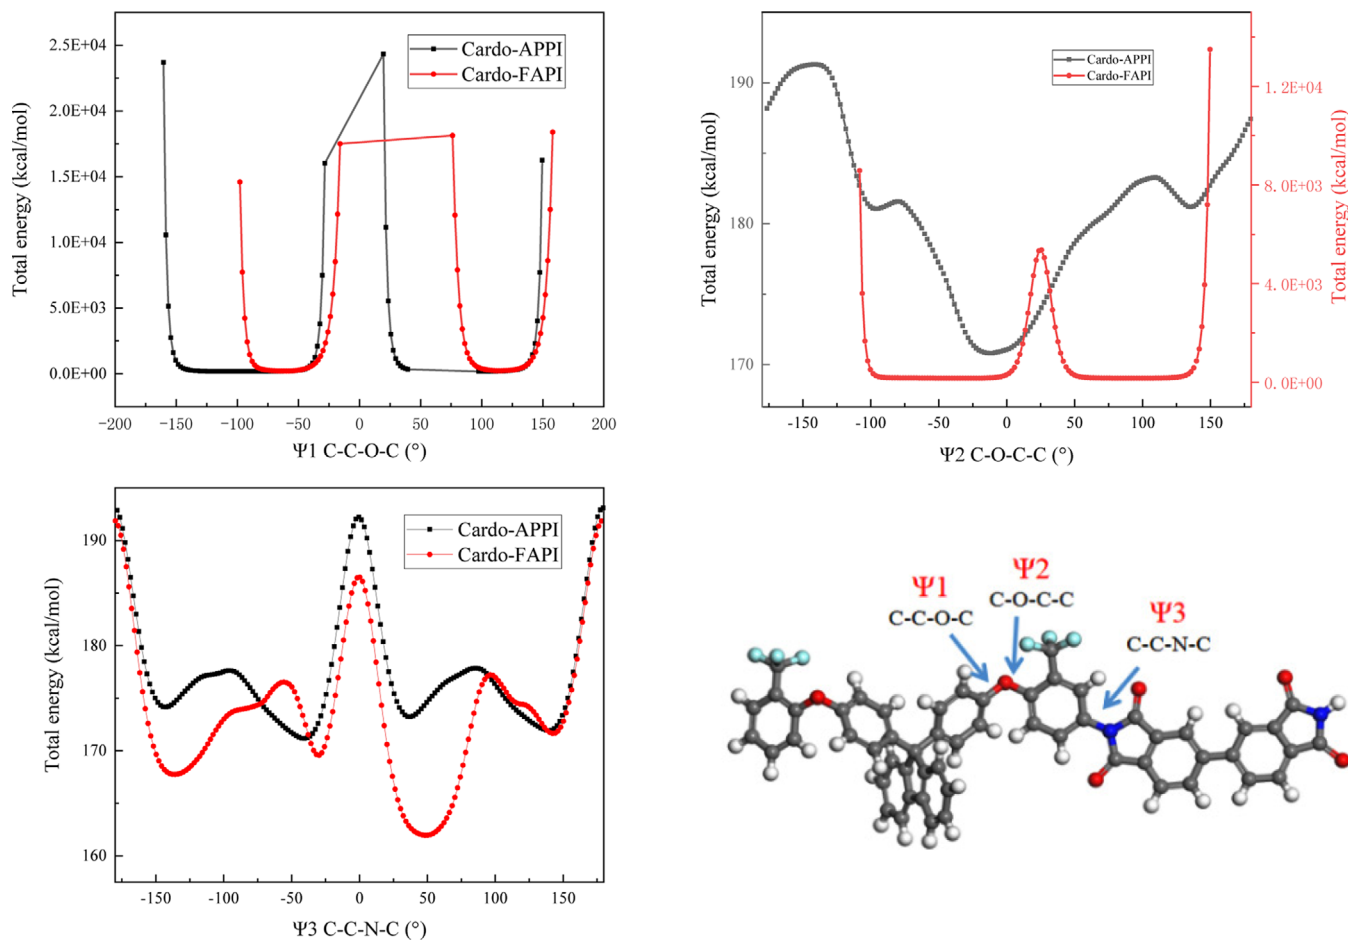 2.5E+04
2.0E+04
1.5E+04
1.0E+04
5.0E+03
0.0E+00
Total energy (kcal/mol)
Cardo-APPI
Cardo-FAPI
-200 -150 -100 -50 0 50 100 150 200
Ψ1 C-C-O-C (°)
190
180
170
Total energy (kcal/mol)
Cardo-APPI
Cardo-FAPI
1.2E+04
8.0E+03
4.0E+03
0.0E+00
Total energy (kcal/mol)
-150 -100 -50 0 50 100 150
Ψ2 C-O-C-C (°)
190
180
170
160
Total energy (kcal/mol)
Cardo-APPI
Cardo-FAPI
-150 -100 -50 0 50 100 150
Ψ3 C-C-N-C (°)
Ψ1
C-C-O-C
Ψ2
C-O-C-C
Ψ3
C-C-N-C